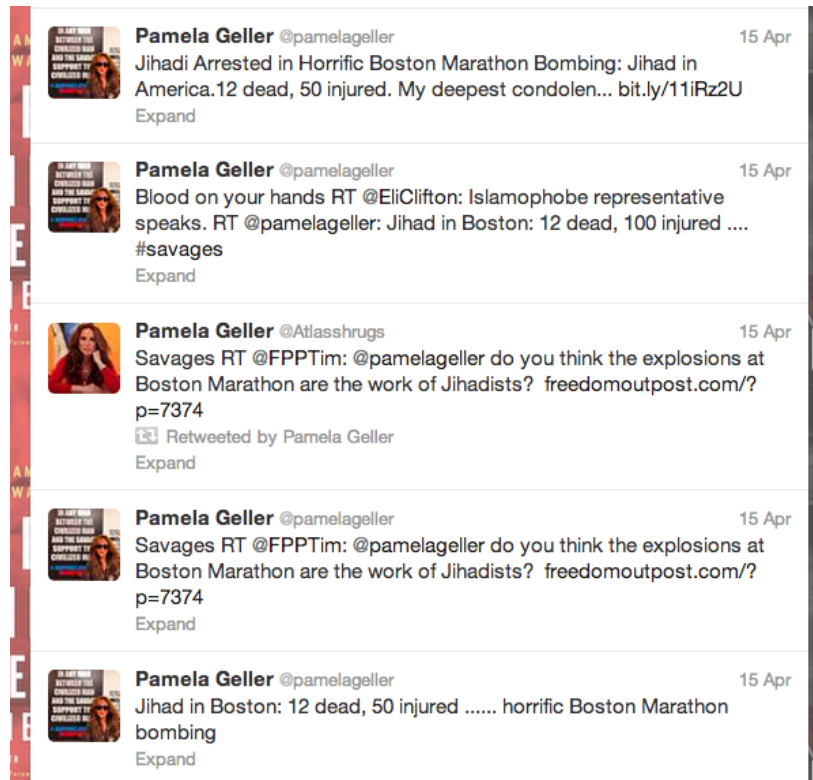 Pamela Geller @pamelageller 15 Apr
Jihadi Arrested in Horrific Boston Marathon Bombing: Jihad in
America.12 dead, 50 injured. My deepest condolen... bit.ly/11iRz2U
Expand
Pamela Geller @pamelageller 15 Apr
Blood on your hands RT @EliClifton: Islamophobe representative
speaks. RT @pamelageller: Jihad in Boston: 12 dead, 100 injured ....
#savages
Expand
Pamela Geller @Atlasshrugs 15 Apr
Savages RT @FPPTim: @pamelageller do you think the explosions at
Boston Marathon are the work of Jihadists? freedomoutpost.com/?
p=7374
Retweeted by Pamela Geller
Expand
Pamela Geller @pamelageller 15 Apr
Savages RT @FPPTim: @pamelageller do you think the explosions at
Boston Marathon are the work of Jihadists? freedomoutpost.com/?
p=7374
Expand
Pamela Geller @pamelageller 15 Apr
Jihad in Boston: 12 dead, 50 injured ...... horrific Boston Marathon
bombing
Expand